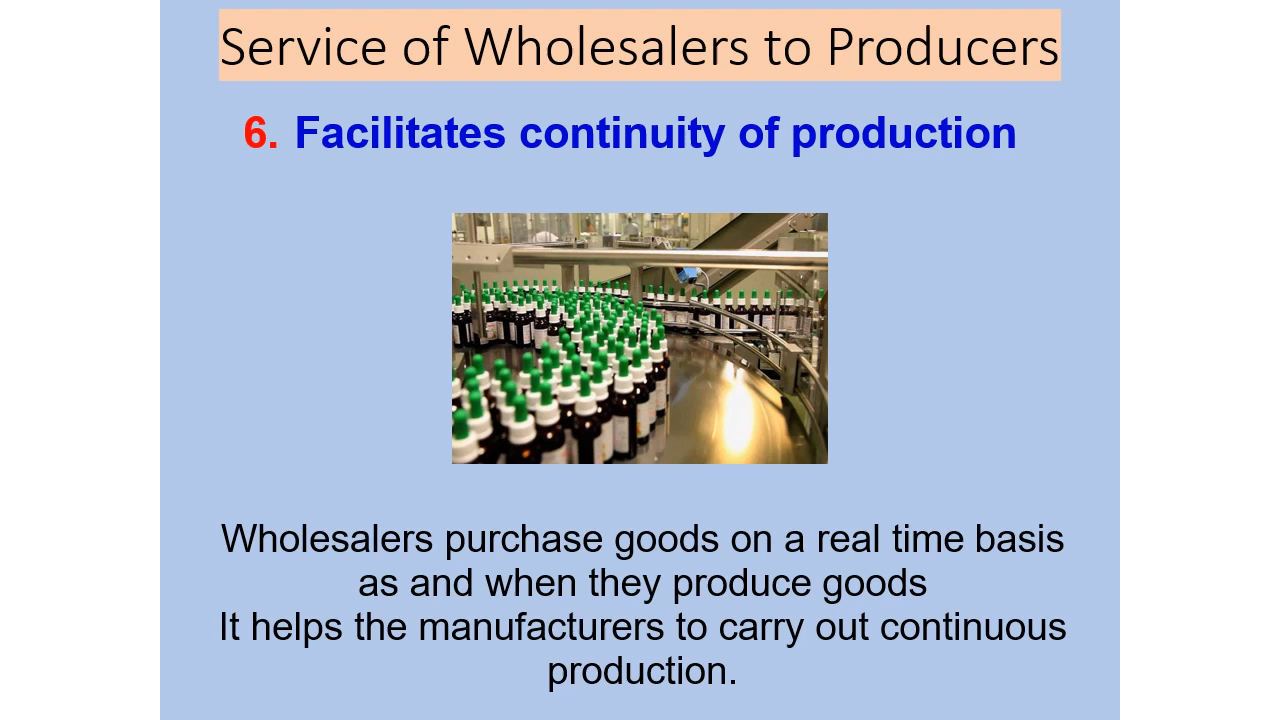 Service of Wholesalers to Producers
6. Facilitates continuity of production
Wholesalers purchase goods on a real time basis
as and when they produce goods
It helps the manufacturers to carry out continuous
production.